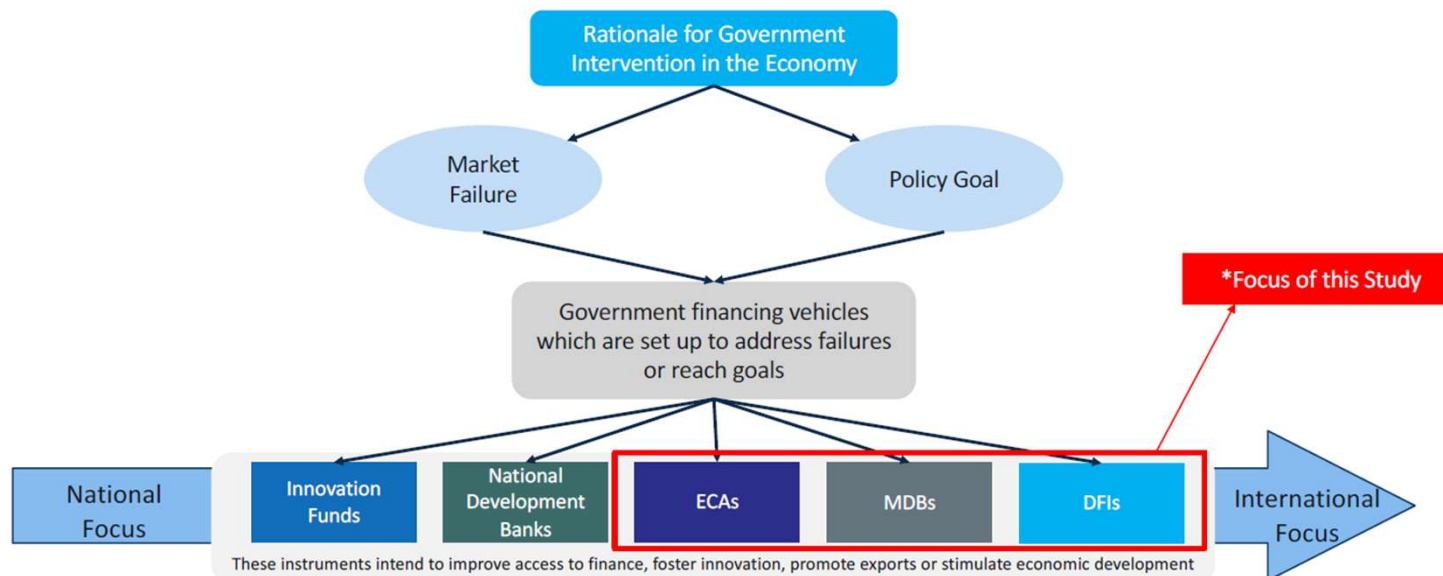 Rationale for Government
Intervention in the Economy
Market
Failure
Policy Goal
*Focus of this Study
Government financing vehicles
which are set up to address failures
or reach goals
National
Focus
Innovation
Funds
National
Development
Banks
ECAs
MDBs
DFIs
International
Focus
These instruments intend to improve access to finance, foster innovation, promote exports or stimulate economic development